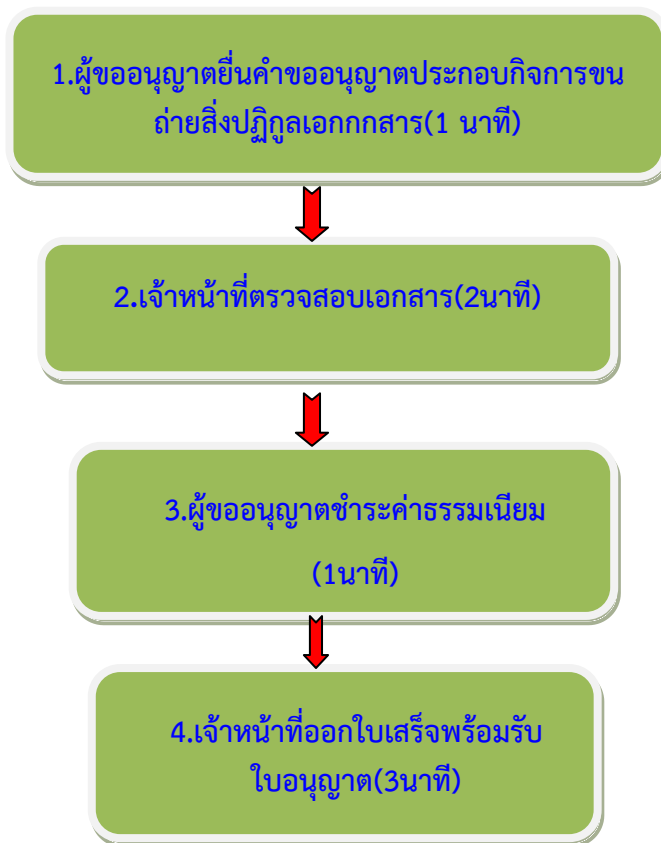 1.ผู้ขออนุญาตยื่นคำขออนุญาตประกอบกิจการขน
ถ่ายสิ่งปฏิกูลเอกกกสาร(1 นาที)
2.เจ้าหน้าที่ตรวจสอบเอกสาร(2นาที)
3.ผู้ขออนุญาตชำระค่าธรรมเนียม
(1นาที)
4.เจ้าหน้าที่ออกใบเสร็จพร้อมรับ
ใบอนุญาต(3นาที)